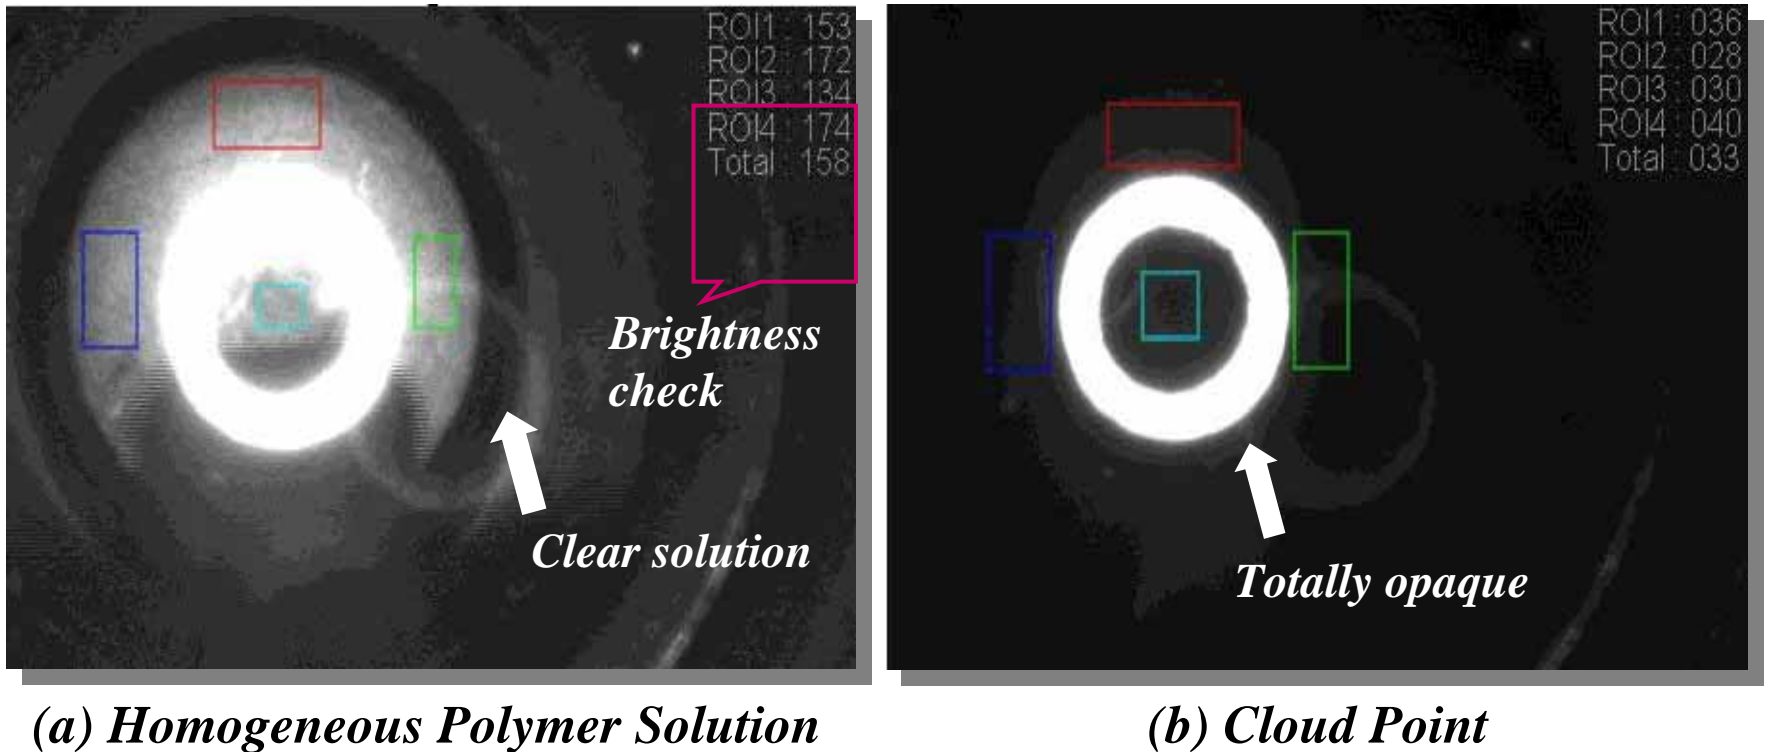 ROI1 : 153
ROI2 : 172
ROI3 : 134
ROI4 : 174
Total : 158
Brightness
check
Clear solution
(a) Homogeneous Polymer Solution
ROI1 : 036
ROI2 : 028
ROI3 : 030
ROI4 : 040
Total : 033
Totally opaque
(b) Cloud Point